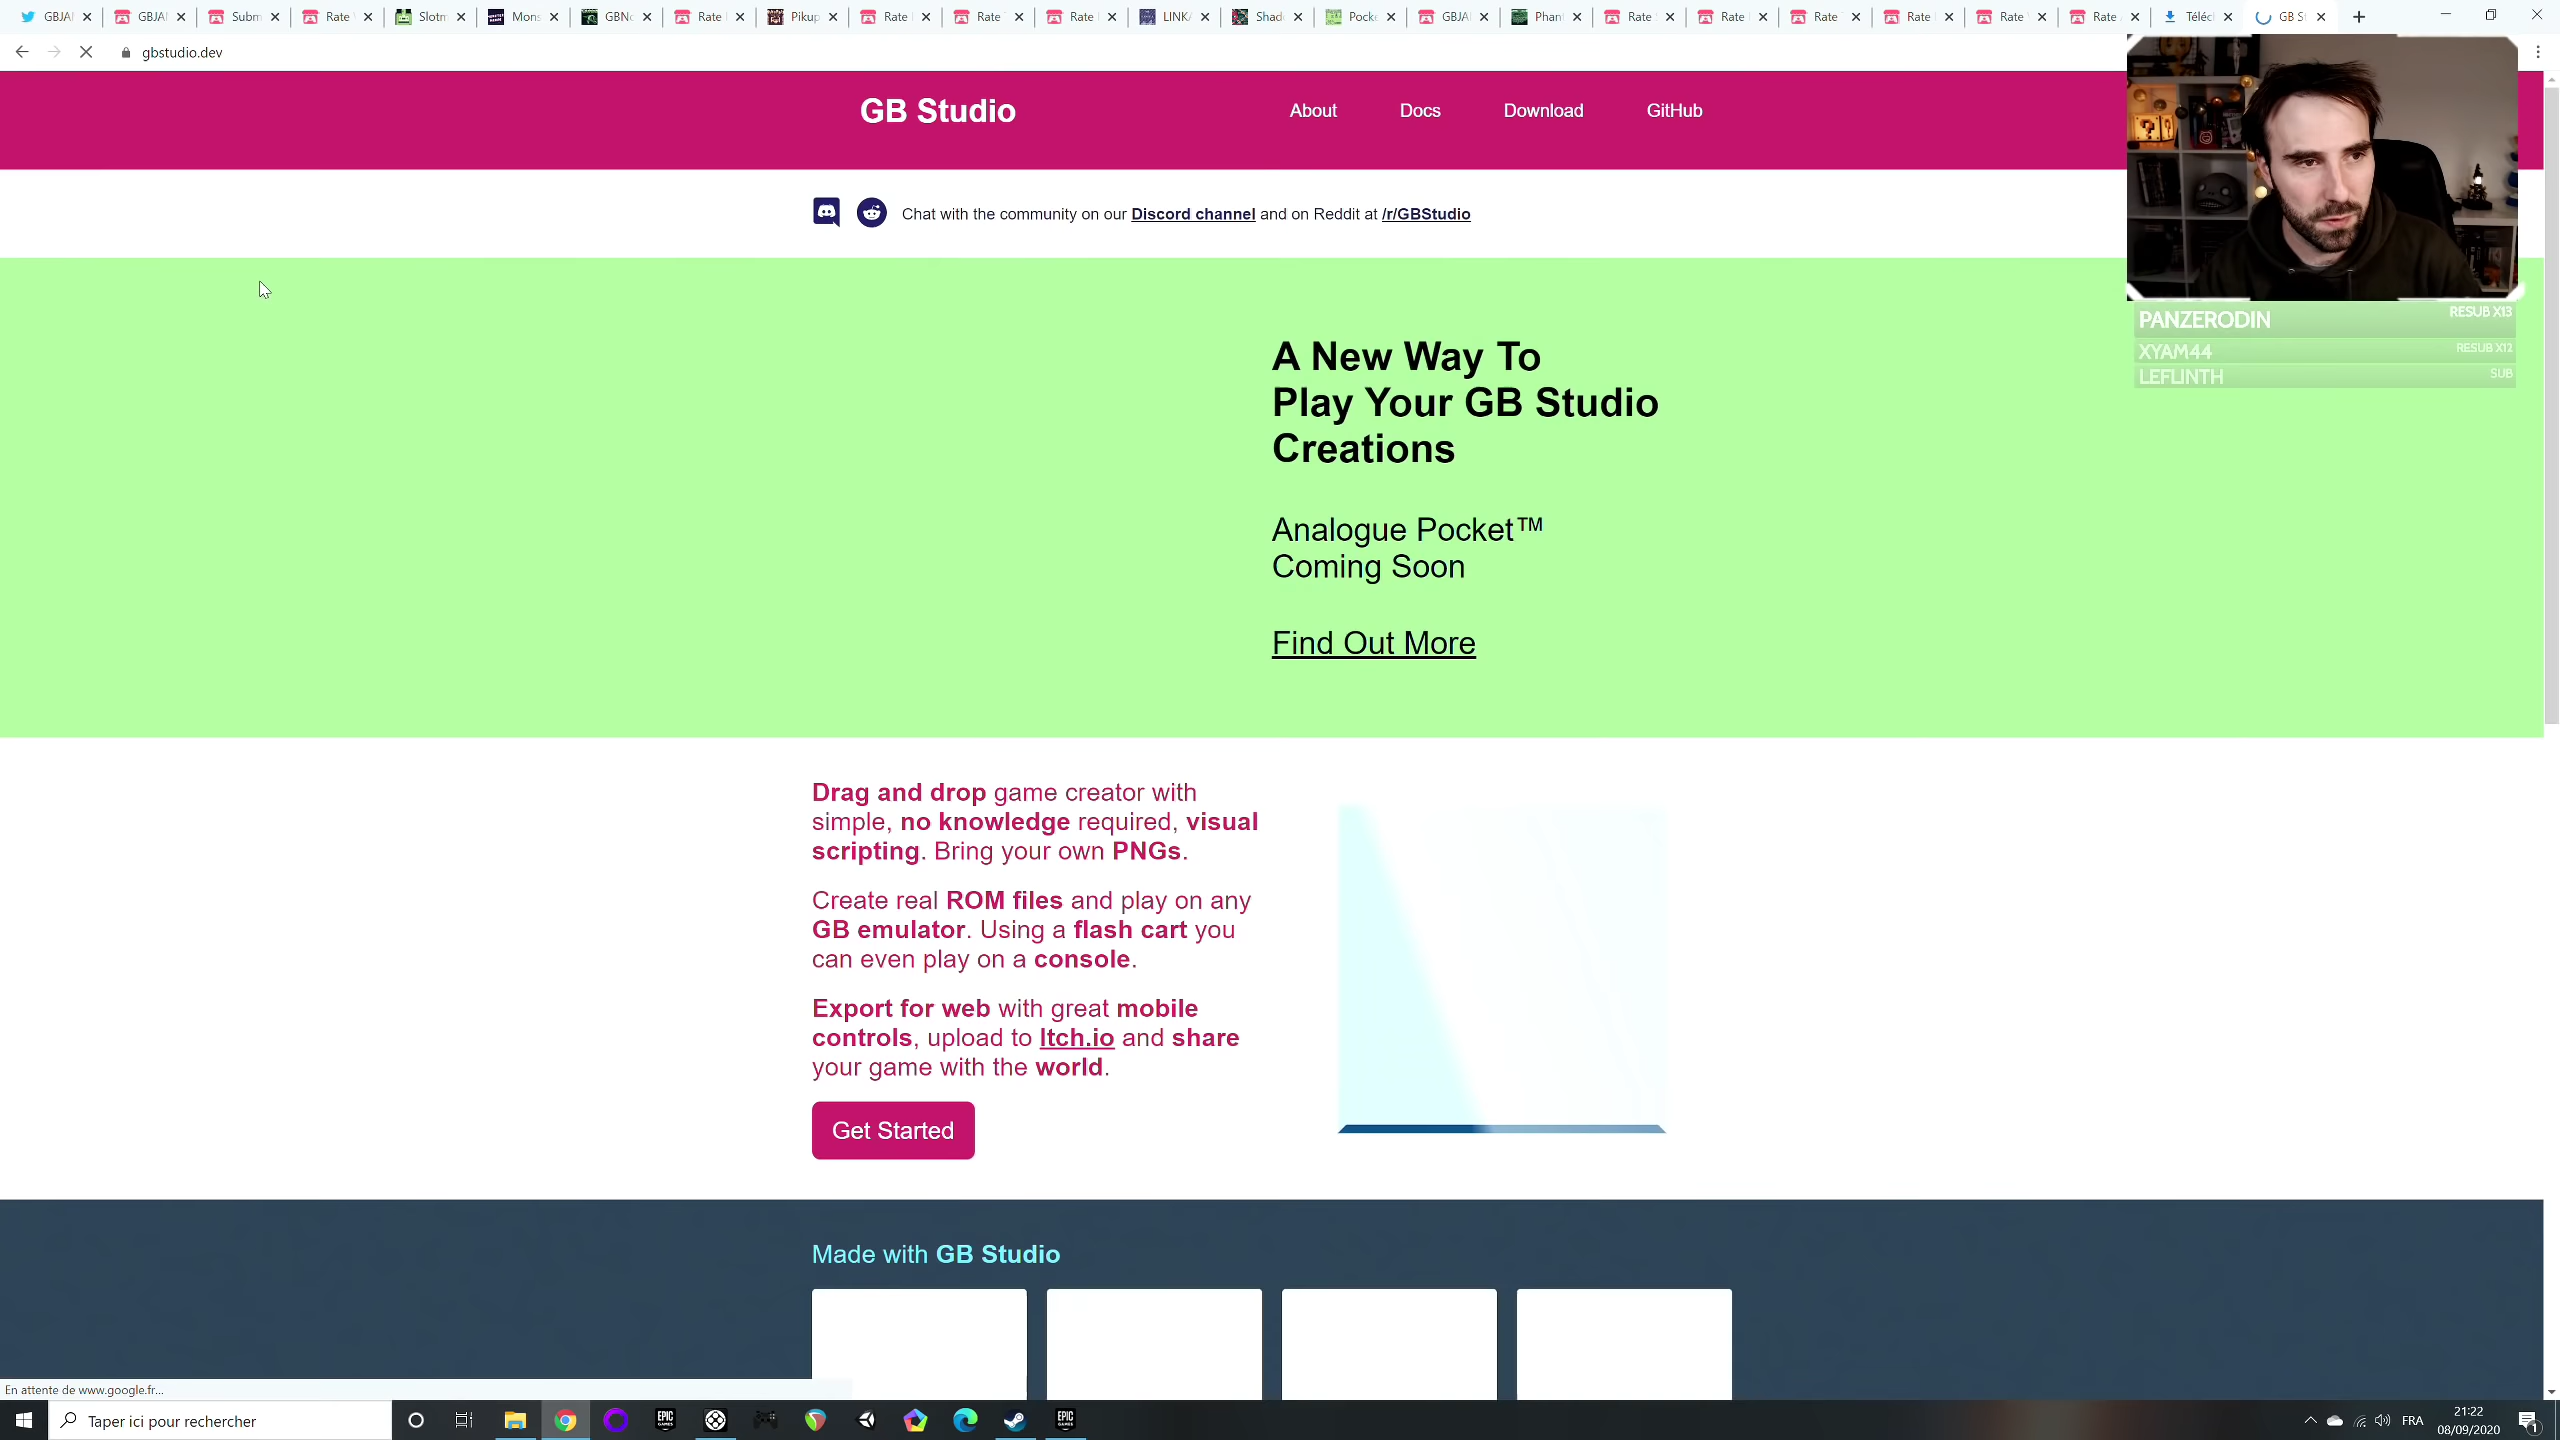 GBJA
GBJA
Subm
Rate
Slotm
Mons
GBNo
Rate
Pikup
Rate
Rate
Rate
LINK
Shad
Pock
GBJA
Phan
Rate
Rate
Rate
Rate
Rate
Rate
Téléc
GB S
gbstudio.dev
GB Studio
About
Docs
Download
GitHub
Chat with the community on our Discord channel and on Reddit at /r/GBStudio
PANZERODIN RESUB X13
XYAM44 RESUB X12
LEFLINTH SUB
A New Way To
Play Your GB Studio
Creations
Analogue Pocket™
Coming Soon
Find Out More
Drag and drop game creator with
simple, no knowledge required, visual
scripting. Bring your own PNGs.
Create real ROM files and play on any
GB emulator. Using a flash cart you
can even play on a console.
Export for web with great mobile
controls, upload to Itch.io and share
your game with the world.
Get Started
Made with GB Studio
En attente de www.google.fr...
Taper ici pour rechercher
EPIC
GAMES
EPIC
GAMES
FRA
21:22
08/09/2020
1